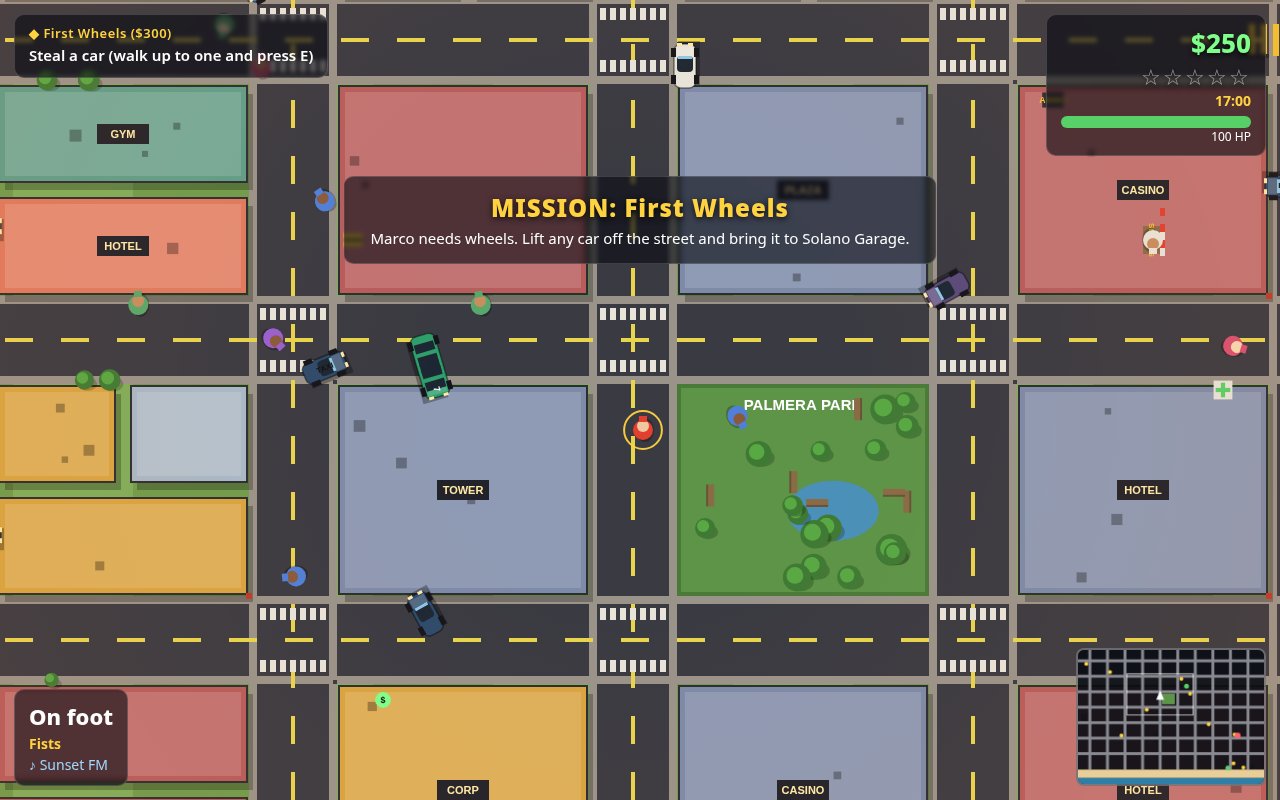 ◆ First Wheels ($300)
Steal a car (walk up to one and press E)
$250
☆☆☆☆☆
17:00
100 HP
GYM
PLAZA
CASINO
MISSION: First Wheels
Marco needs wheels. Lift any car off the street and bring it to Solano Garage.
HOTEL
PALMERA PARK
TOWER
HOTEL
On foot
Fists
♪ Sunset FM
$
CORP
CASINO
HOTEL